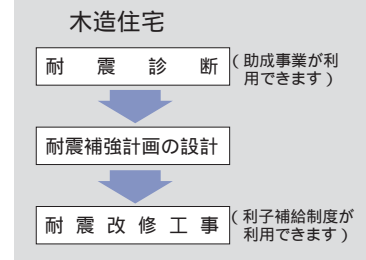 木造住宅
耐震診断
(助成事業が利
用できます)
耐震補強計画の設計
耐震改修工事
(利子補給制度が
利用できます)